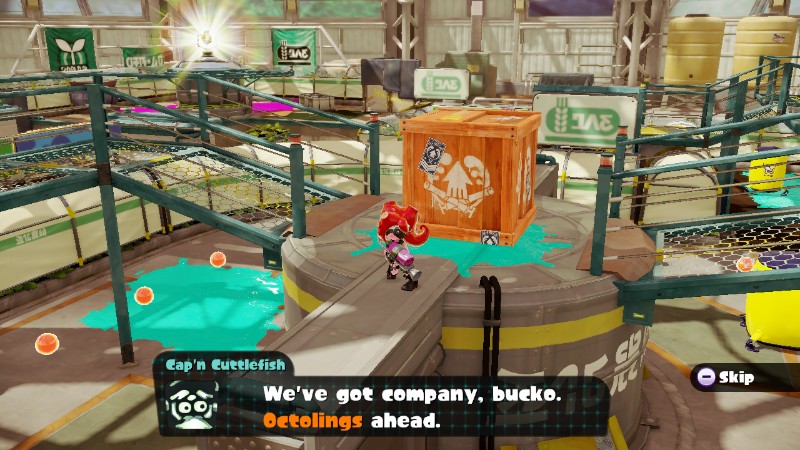 Cap'n Cuttlefish
We've got company, bucko.
Octolings ahead.
Skip